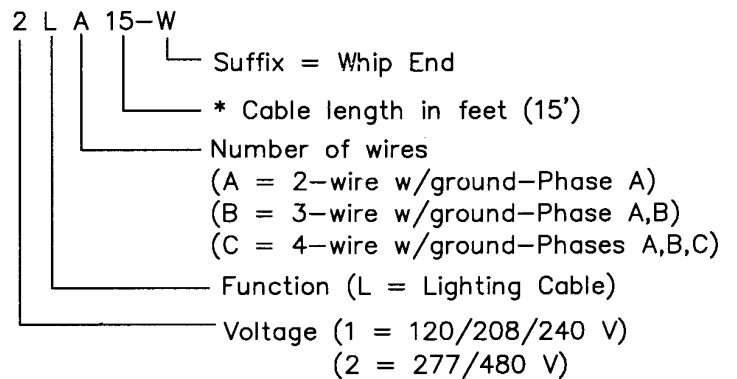 2 L A 15-W
Suffix = Whip End
* Cable length in feet (15')
Number of wires
(A = 2-wire w/ground-Phase A)
(B = 3-wire w/ground-Phase A,B)
(C = 4-wire w/ground-Phases A,B,C)
Function (L = Lighting Cable)
Voltage (1 = 120/208/240 V)
(2 = 277/480 V)